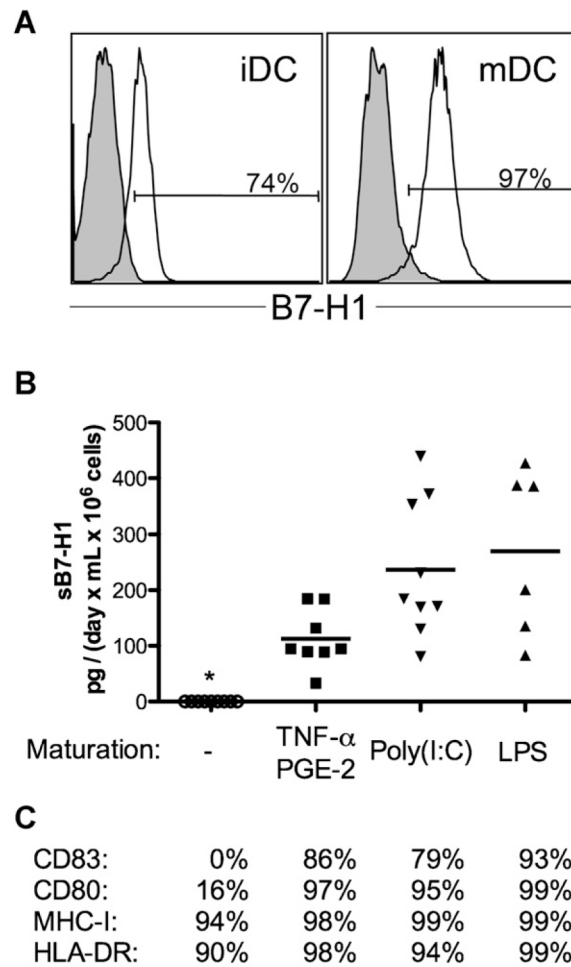 A
iDC
mDC
74%
97%
B7-H1
B
sB7-H1
pg / (day x mL x 10⁶ cells)
500
400
300
200
100
0
*
Maturation:
-
TNF-α
PGE-2
Poly(I:C)
LPS
C
CD83: 0% 86% 79% 93%
CD80: 16% 97% 95% 99%
MHC-I: 94% 98% 99% 99%
HLA-DR: 90% 98% 94% 99%